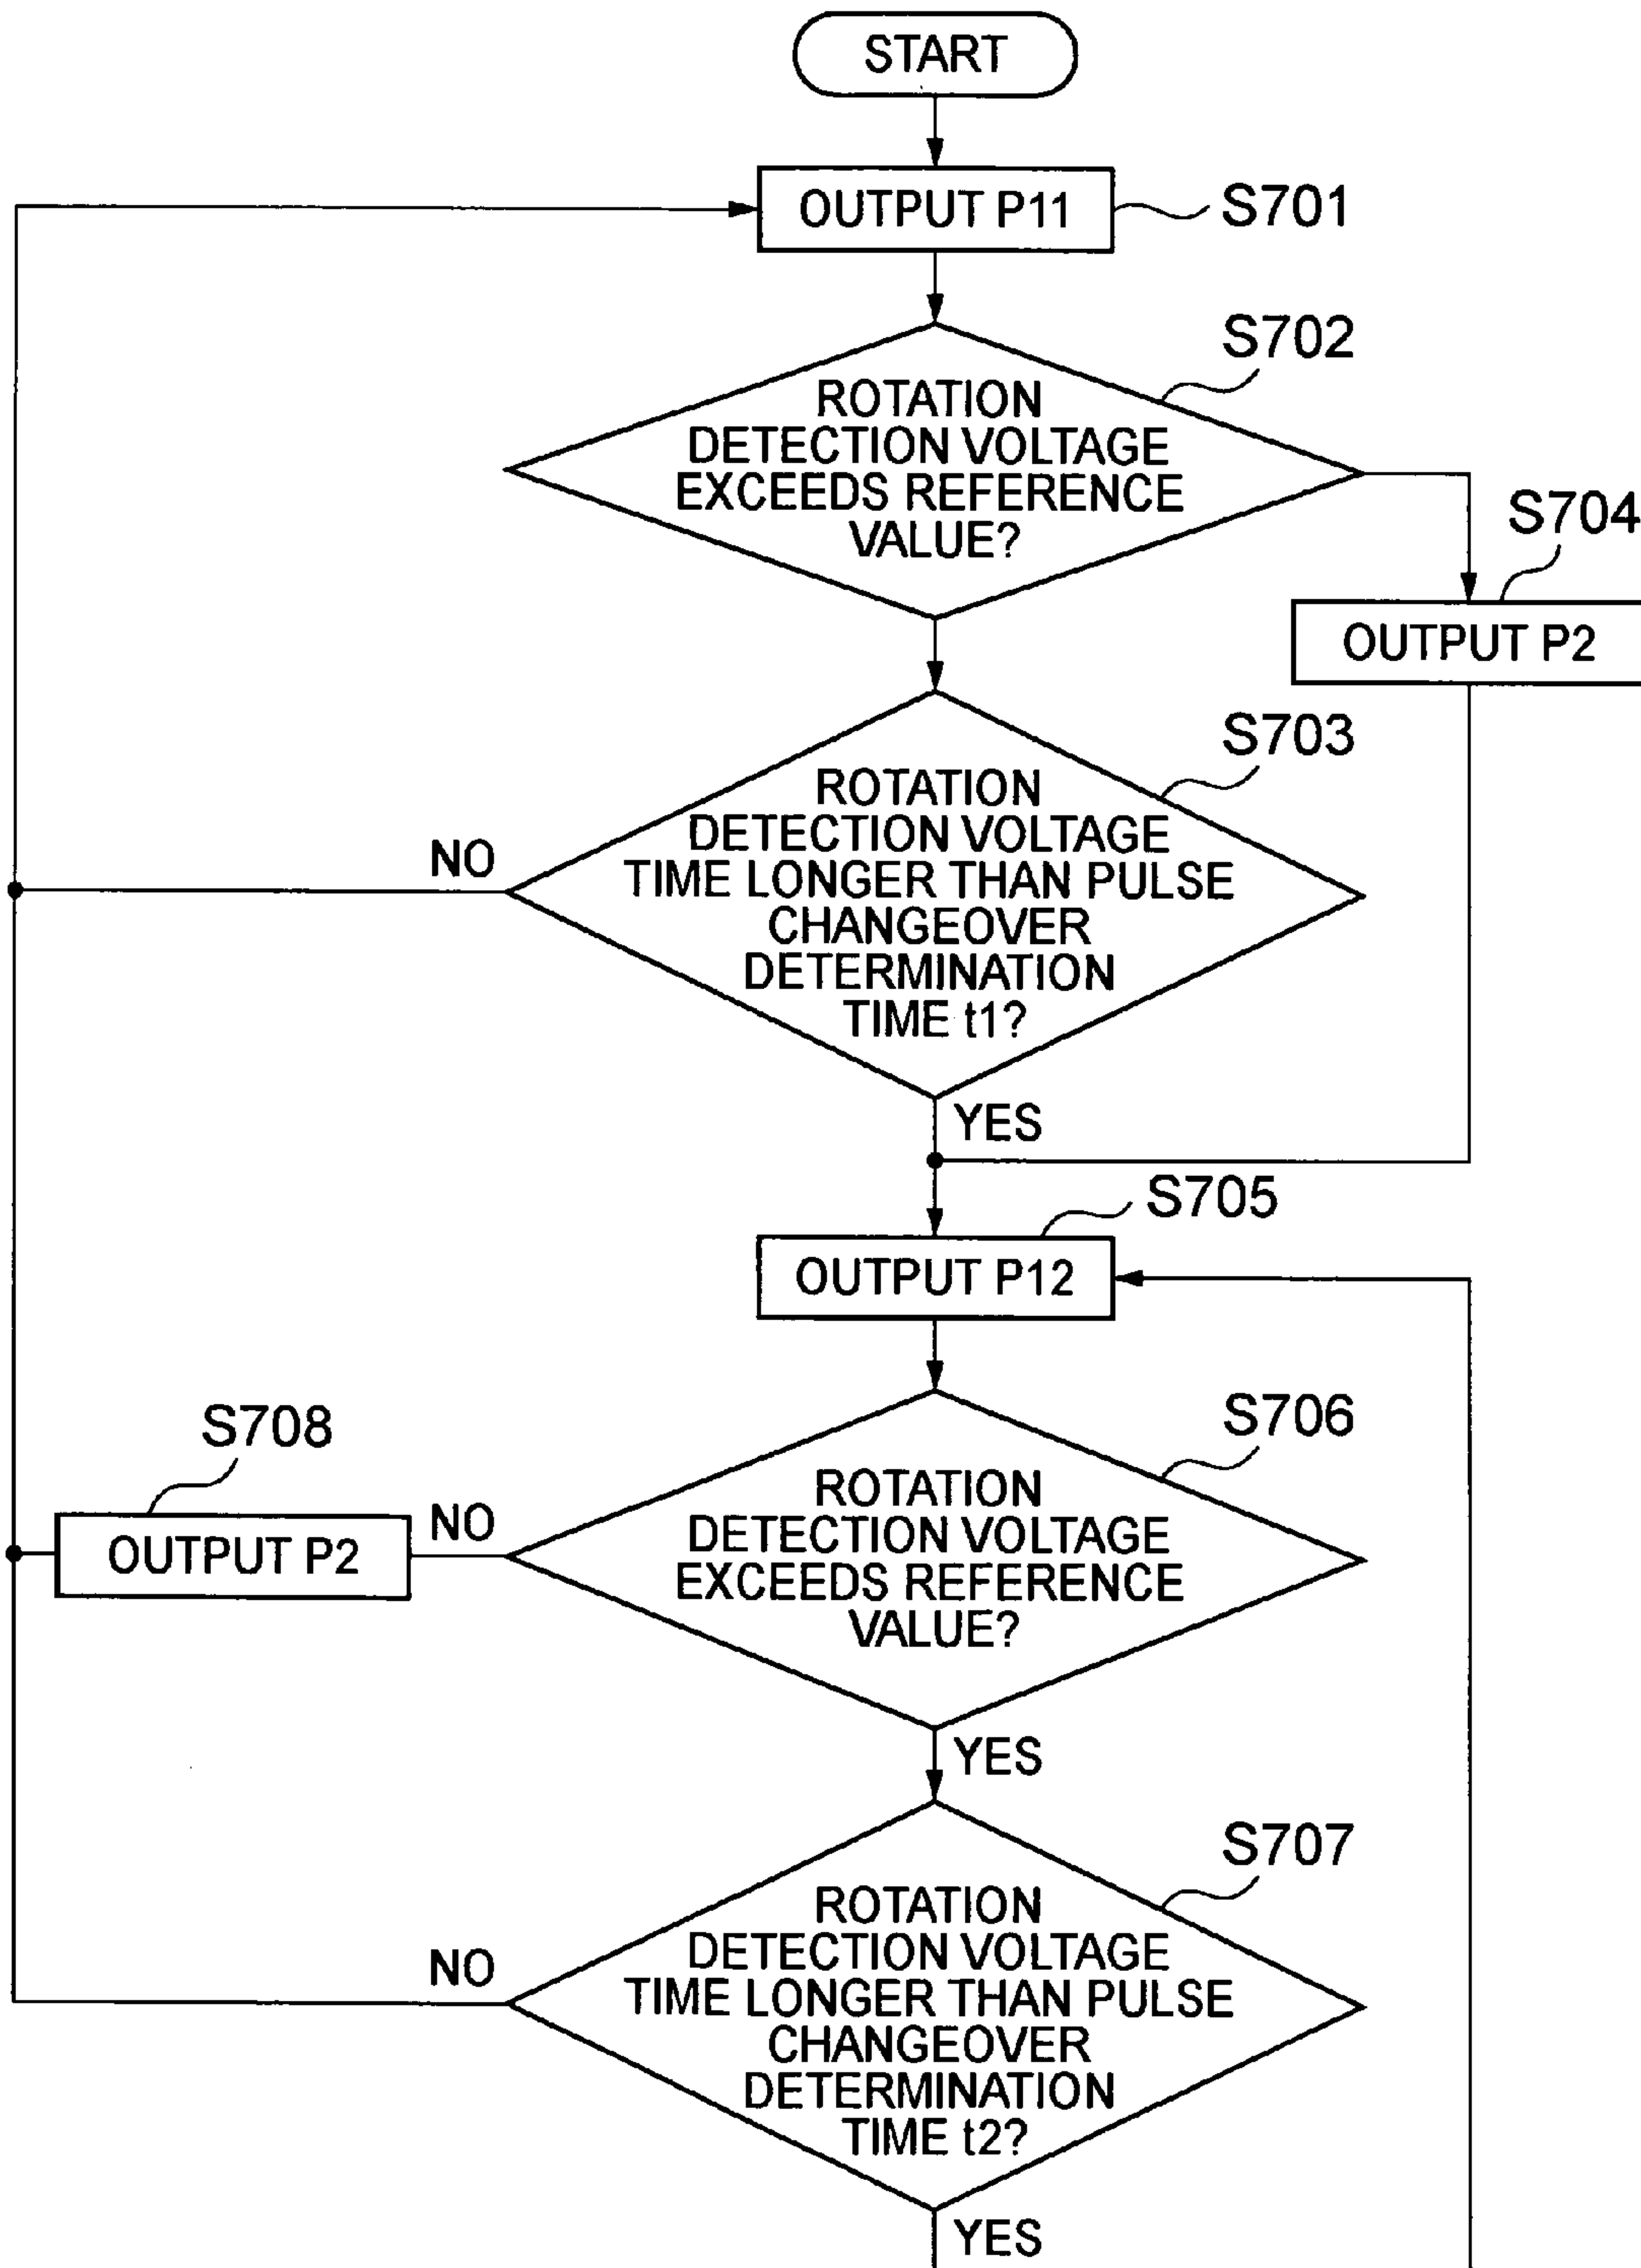 START
OUTPUT P11
S701
S702
ROTATION
DETECTION VOLTAGE
EXCEEDS REFERENCE
VALUE?
S704
OUTPUT P2
S703
ROTATION
DETECTION VOLTAGE
TIME LONGER THAN PULSE
CHANGEOVER
DETERMINATION
TIME t1?
NO
YES
S705
OUTPUT P12
S706
ROTATION
DETECTION VOLTAGE
EXCEEDS REFERENCE
VALUE?
S708
OUTPUT P2
NO
YES
S707
ROTATION
DETECTION VOLTAGE
TIME LONGER THAN PULSE
CHANGEOVER
DETERMINATION
TIME t2?
NO
YES